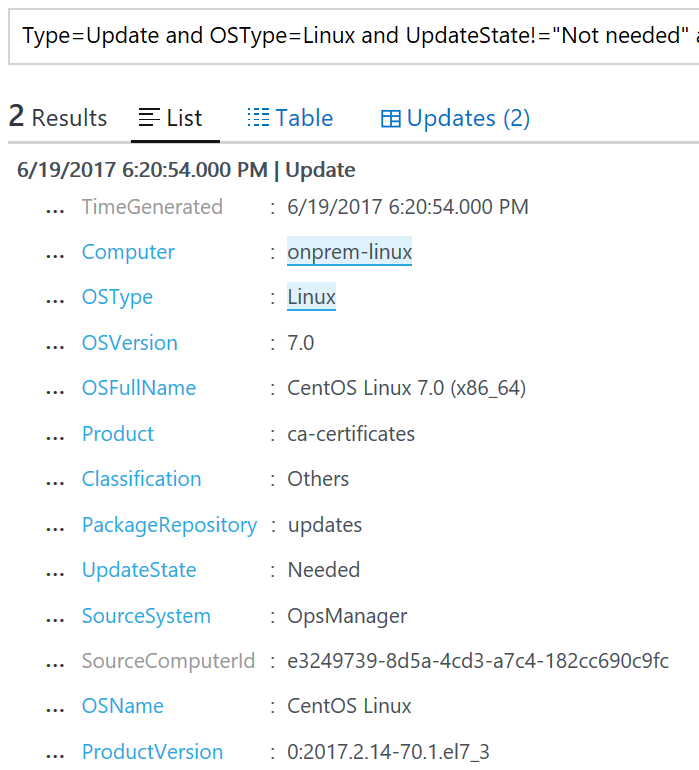 Type=Update and OSType=Linux and UpdateState!="Not needed"
2 Results List Table Updates (2)
6/19/2017 6:20:54.000 PM | Update
... TimeGenerated : 6/19/2017 6:20:54.000 PM
... Computer : onprem-linux
... OSType : Linux
... OSVersion : 7.0
... OSFullName : CentOS Linux 7.0 (x86_64)
... Product : ca-certificates
... Classification : Others
... PackageRepository : updates
... UpdateState : Needed
... SourceSystem : OpsManager
... SourceComputerId : e3249739-8d5a-4cd3-a7c4-182cc690c9fc
... OSName : CentOS Linux
... ProductVersion : 0:2017.2.14-70.1.el7_3